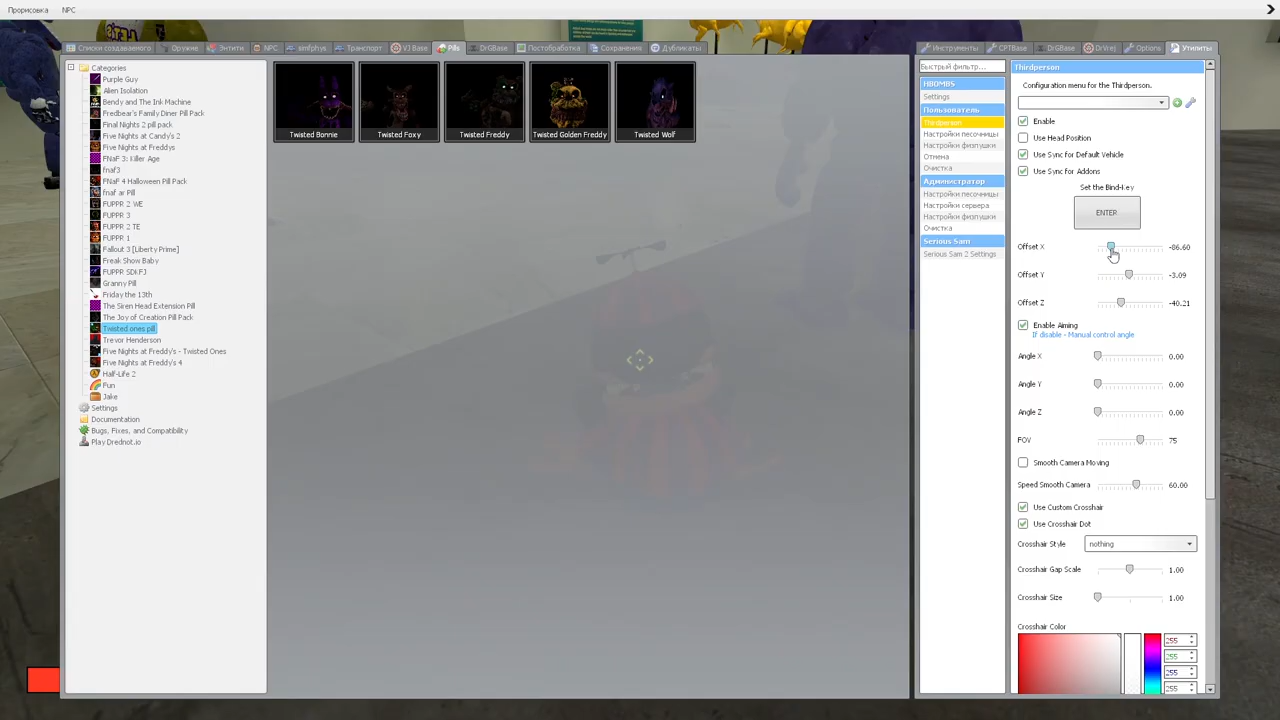 Прорисовка NPC
Списки создаваемого Оружие Энтити NPC simfphys Транспорт VJ Base Pills DrGBase Постобработка Сохранения Дубликаты
Categories
Purple Guy
Alien Isolation
Bendy and The Ink Machine
Fredbear's Family Diner Pill Pack
Final Nights 2 pill pack
Five Nights at Candy's 2
Five Nights at Freddys
FNaF 3: Killer Age
fnaf3
FNaF 4 Halloween Pill Pack
fnaf ar Pill
FUPPR 2 WE
FUPPR 3
FUPPR 2 TE
FUPPR 1
Fallout 3 [Liberty Prime]
Freak Show Baby
FUPPR SDI:FJ
Granny Pill
Friday the 13th
The Siren Head Extension Pill
The Joy of Creation Pill Pack
Twisted ones pill
Trevor Henderson
Five Nights at Freddy's - Twisted Ones
Five Nights at Freddy's 4
Half-Life 2
Fun
Jake
Settings
Documentation
Bugs, Fixes, and Compatibility
Play Drednot.io
Twisted Bonnie Twisted Foxy Twisted Freddy Twisted Golden Freddy Twisted Wolf
Инструменты CPTBase DrGBase DrVrej Options Утилиты
Быстрый фильтр...
HBOMBS
Settings
Пользователь
Thirdperson
Настройки песочницы
Настройки физпушки
Отмена
Очистка
Администратор
Настройки песочницы
Настройки сервера
Настройки физпушки
Очистка
Serious Sam
Serious Sam 2 Settings
Thirdperson
Configuration menu for the Thirdperson.
Enable
Use Head Position
Use Sync for Default Vehicle
Use Sync for Addons
Set the Bind-Key
ENTER
Offset X -86.60
Offset Y -3.09
Offset Z -40.21
Enable Aiming
If disable - Manual control angle
Angle X 0.00
Angle Y 0.00
Angle Z 0.00
FOV 75
Smooth Camera Moving
Speed Smooth Camera 60.00
Use Custom Crosshair
Use Crosshair Dot
Crosshair Style nothing
Crosshair Gap Scale 1.00
Crosshair Size 1.00
Crosshair Color
255
255
255
255